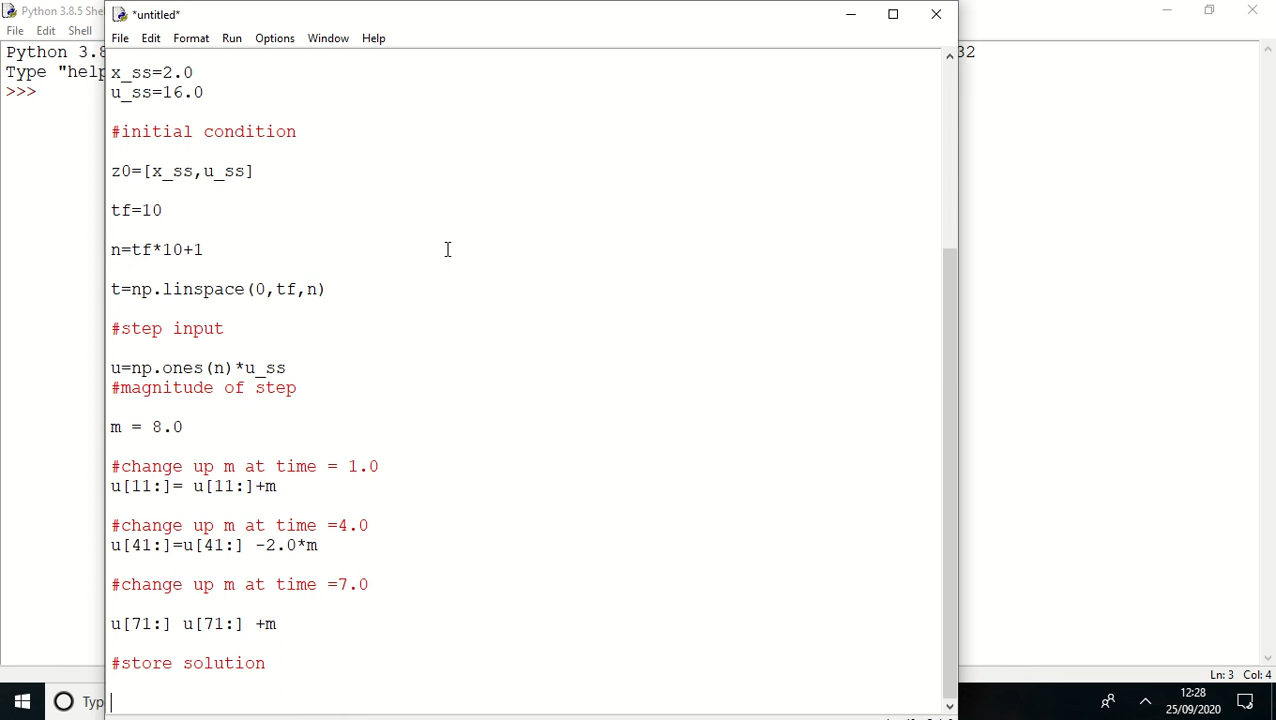 Python 3.8.5 Shell
*untitled*
File Edit Shell
File Edit Format Run Options Window Help
Python 3.8
32
Type "help
>>>
x_ss=2.0
u_ss=16.0
#initial condition
z0=[x_ss,u_ss]
tf=10
n=tf*10+1
t=np.linspace(0,tf,n)
#step input
u=np.ones(n)*u_ss
#magnitude of step
m = 8.0
#change up m at time = 1.0
u[11:]= u[11:]+m
#change up m at time =4.0
u[41:]=u[41:] -2.0*m
#change up m at time =7.0
u[71:] u[71:] +m
#store solution
Ln: 3 Col: 4
Typ
12:28
25/09/2020